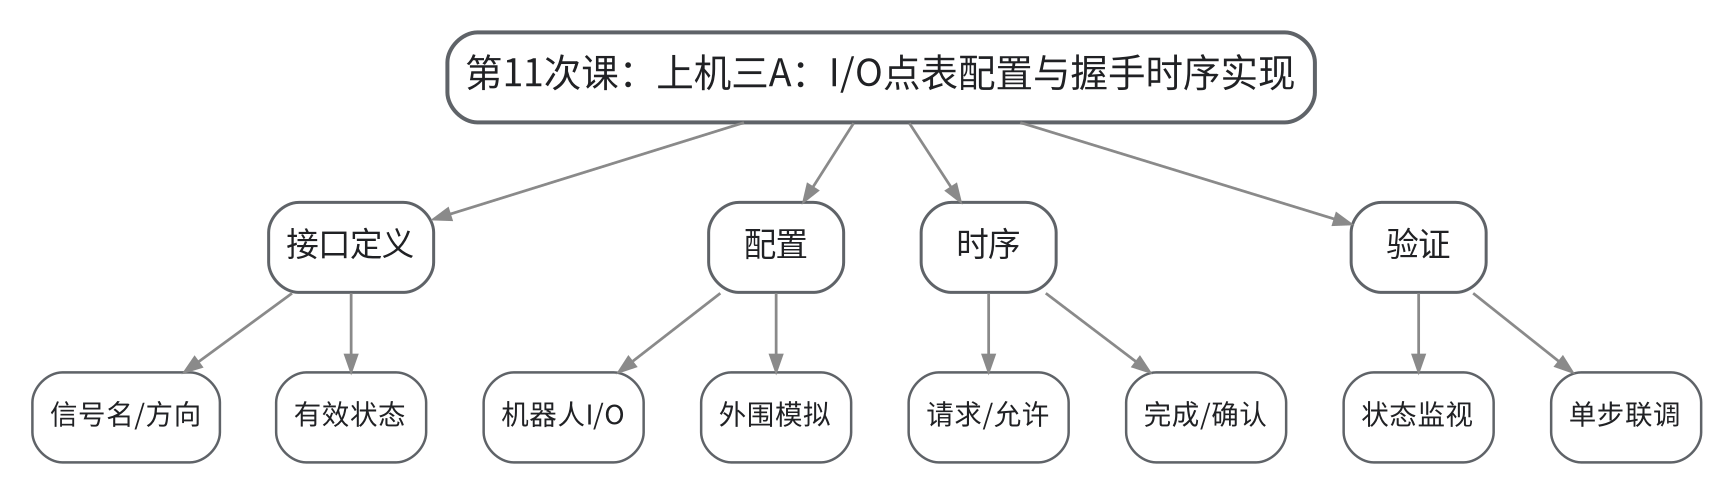 第11次课：上机三A：I/O点表配置与握手时序实现
接口定义
配置
时序
验证
信号名/方向
有效状态
机器人I/O
外围模拟
请求/允许
完成/确认
状态监视
单步联调